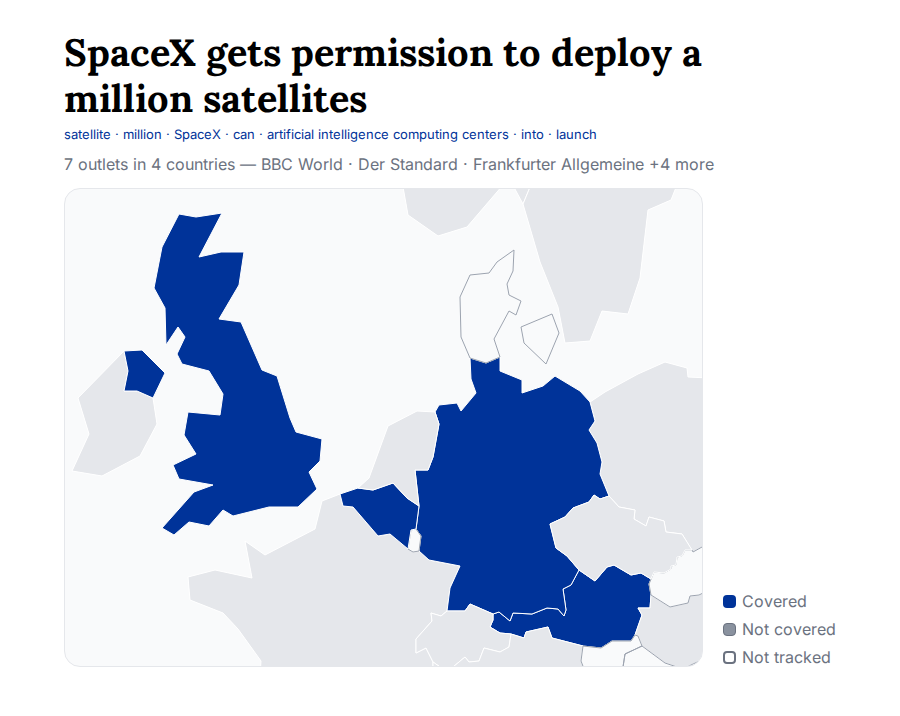 SpaceX gets permission to deploy a
million satellites
satellite · million · SpaceX · can · artificial intelligence computing centers · into · launch
7 outlets in 4 countries — BBC World · Der Standard · Frankfurter Allgemeine +4 more
Covered
Not covered
Not tracked